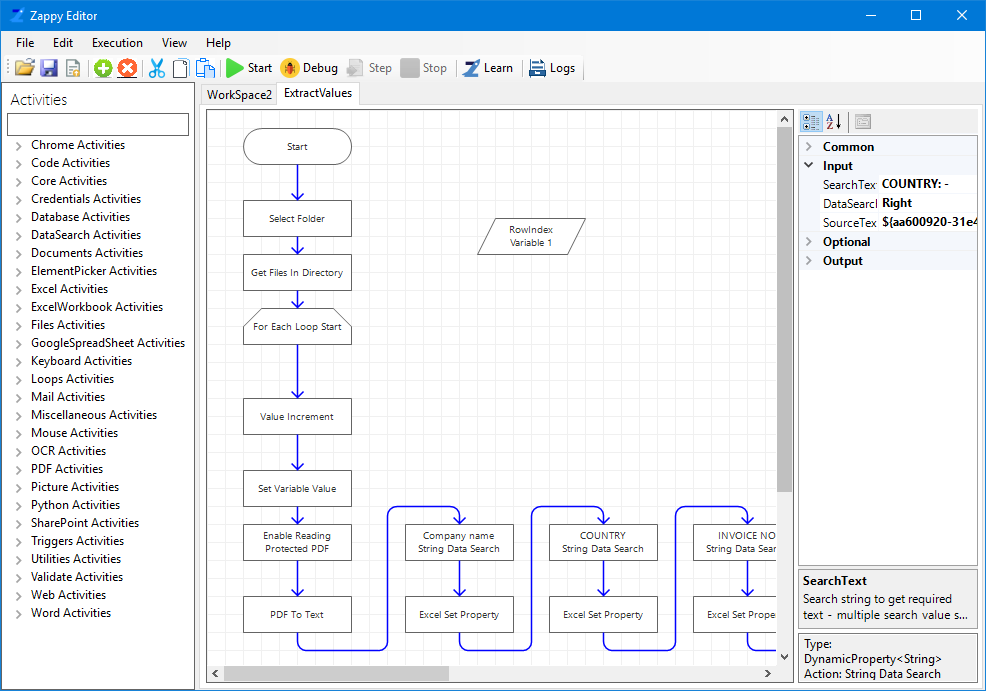 Zappy Editor
File Edit Execution View Help
Start Debug Step Stop Learn Logs
Activities
Chrome Activities
Code Activities
Core Activities
Credentials Activities
Database Activities
DataSearch Activities
Documents Activities
ElementPicker Activities
Excel Activities
ExcelWorkbook Activities
Files Activities
GoogleSpreadSheet Activities
Keyboard Activities
Loops Activities
Mail Activities
Miscellaneous Activities
Mouse Activities
OCR Activities
PDF Activities
Picture Activities
Python Activities
SharePoint Activities
Triggers Activities
Utilities Activities
Validate Activities
Web Activities
Word Activities
WorkSpace2 ExtractValues
Start
Select Folder
RowIndex
Variable 1
Get Files In Directory
For Each Loop Start
Value Increment
Set Variable Value
Enable Reading
Protected PDF
Company name
String Data Search
COUNTRY
String Data Search
INVOICE NO
String Data Sear
PDF To Text
Excel Set Property
Excel Set Property
Excel Set Prope
Common
Input
SearchTex COUNTRY: -
DataSearcl Right
SourceTex ${aa600920-31e4
Optional
Output
SearchText
Search string to get required
text - multiple search value s...
Type:
DynamicProperty<String>
Action: String Data Search